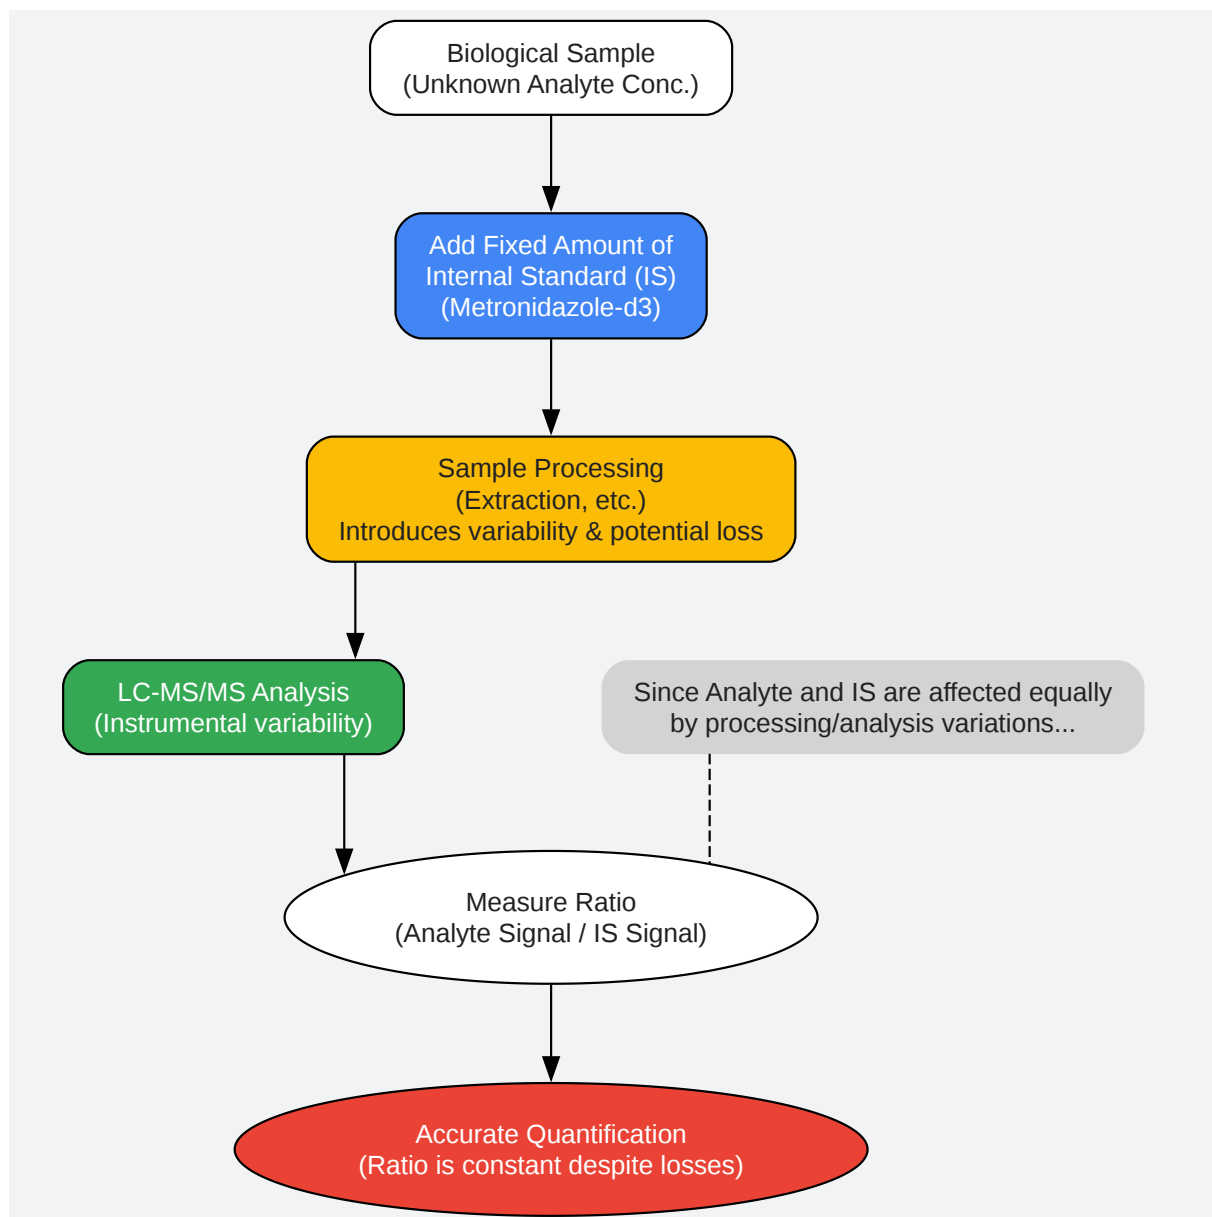 Biological Sample
(Unknown Analyte Conc.)
Add Fixed Amount of
Internal Standard (IS)
(Metronidazole-d3)
Sample Processing
(Extraction, etc.)
Introduces variability & potential loss
LC-MS/MS Analysis
(Instrumental variability)
Since Analyte and IS are affected equally
by processing/analysis variations...
Measure Ratio
(Analyte Signal / IS Signal)
Accurate Quantification
(Ratio is constant despite losses)